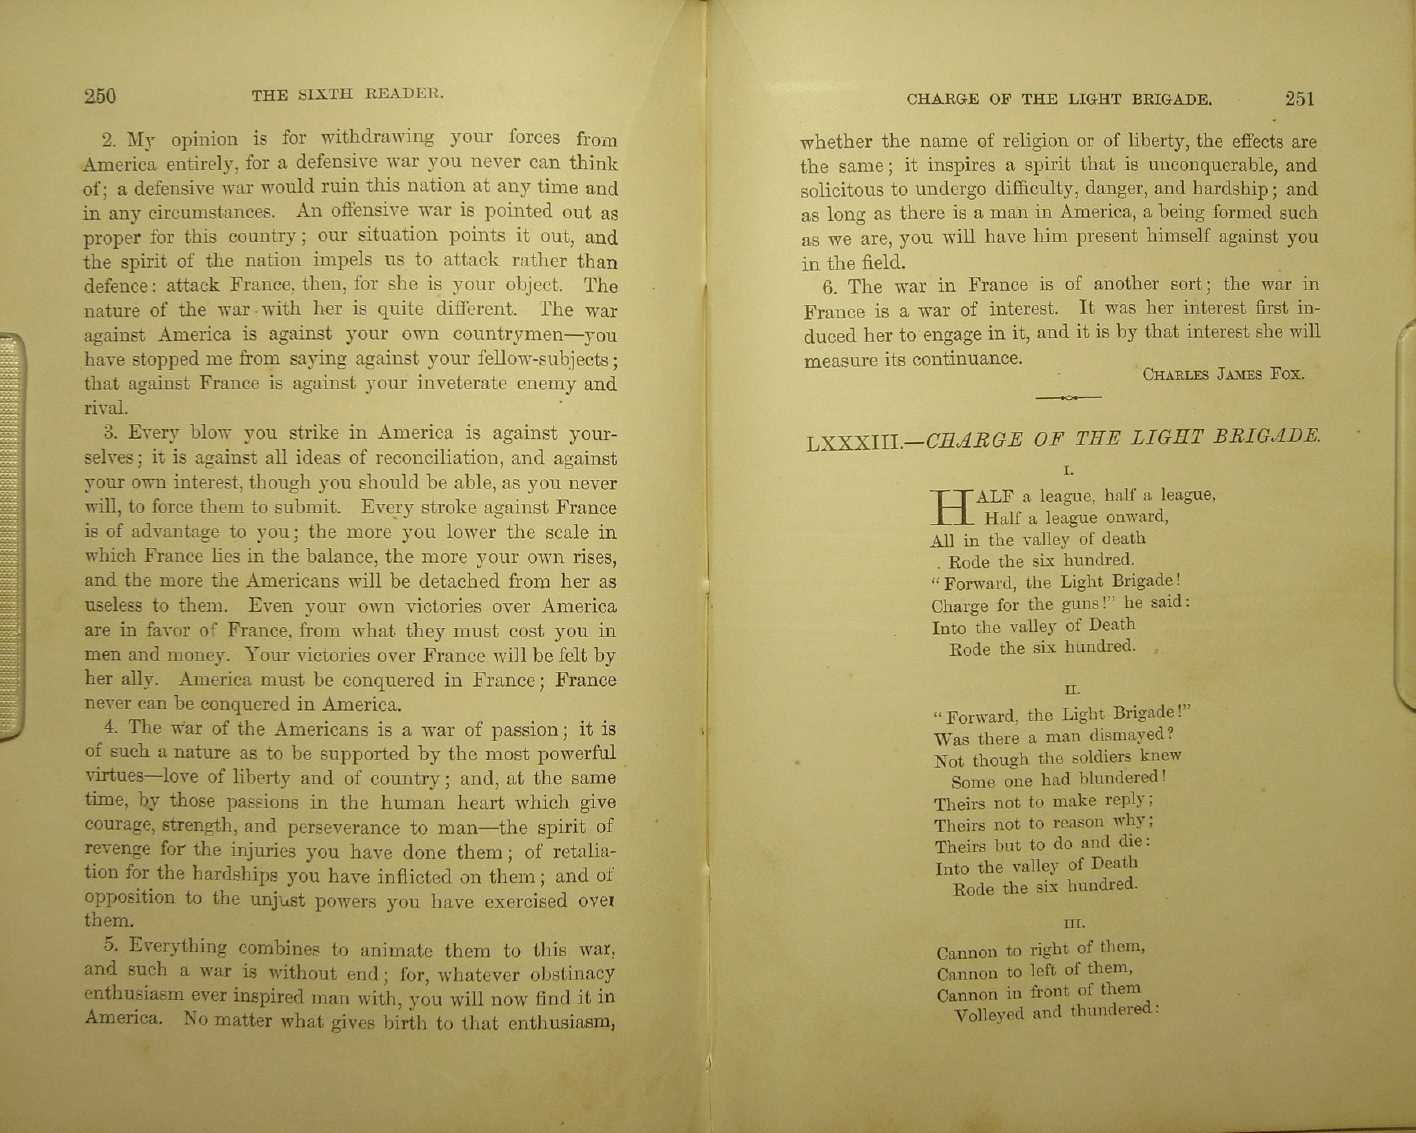 250
THE SIXTH READER.
2. My opinion is for withdrawing your forces from
America entirely, for a defensive war you never can think
of; a defensive war would ruin this nation at any time and
in any circumstances. An offensive war is pointed out as
proper for this country; our situation points it out, and
the spirit of the nation impels us to attack rather than
defence: attack France, then, for she is your object. The
nature of the war with her is quite different. The war
against America is against your own countrymen—you
have stopped me from saying against your fellow-subjects;
that against France is against your inveterate enemy and
rival.
3. Every blow you strike in America is against your-
selves; it is against all ideas of reconciliation, and against
your own interest, though you should be able, as you never
will, to force them to submit. Every stroke against France
is of advantage to you; the more you lower the scale in
which France lies in the balance, the more your own rises,
and the more the Americans will be detached from her as
useless to them. Even your own victories over America
are in favor of France, from what they must cost you in
men and money. Your victories over France will be felt by
her ally. America must be conquered in France; France
never can be conquered in America.
4. The war of the Americans is a war of passion; it is
of such a nature as to be supported by the most powerful
virtues—love of liberty and of country; and, at the same
time, by those passions in the human heart which give
courage, strength, and perseverance to man—the spirit of
revenge for the injuries you have done them; of retalia-
tion for the hardships you have inflicted on them; and of
opposition to the unjust powers you have exercised over
them.
5. Everything combines to animate them to this war,
and such a war is without end; for, whatever obstinacy
enthusiasm ever inspired man with, you will now find it in
America. No matter what gives birth to that enthusiasm,
CHARGE OF THE LIGHT BRIGADE.
251
whether the name of religion or of liberty, the effects are
the same; it inspires a spirit that is unconquerable, and
solicitous to undergo difficulty, danger, and hardship; and
as long as there is a man in America, a being formed such
as we are, you will have him present himself against you
in the field.
6. The war in France is of another sort; the war in
France is a war of interest. It was her interest first in-
duced her to engage in it, and it is by that interest she will
measure its continuance.
CHARLES JAMES FOX.
LXXXIII.—CHARGE OF THE LIGHT BRIGADE.
I.
HALF a league, half a league,
Half a league onward,
All in the valley of death
Rode the six hundred.
"Forward, the Light Brigade!
Charge for the guns!" he said:
Into the valley of Death
Rode the six hundred.
II.
"Forward, the Light Brigade!"
Was there a man dismayed?
Not though the soldiers knew
Some one had blundered!
Theirs not to make reply;
Theirs not to reason why;
Theirs but to do and die:
Into the valley of Death
Rode the six hundred.
III.
Cannon to right of them,
Cannon to left of them,
Cannon in front of them
Volleyed and thundered: